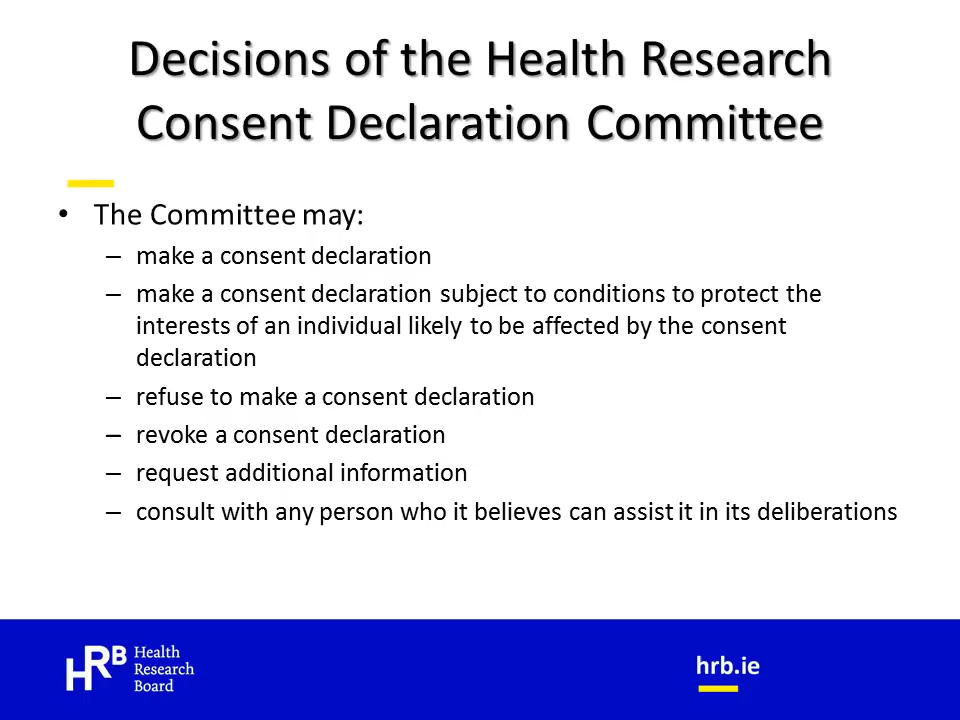 Decisions of the Health Research
Consent Declaration Committee
• The Committee may:
– make a consent declaration
– make a consent declaration subject to conditions to protect the
interests of an individual likely to be affected by the consent
declaration
– refuse to make a consent declaration
– revoke a consent declaration
– request additional information
– consult with any person who it believes can assist it in its deliberations
HRB
Health
Research
Board
hrb.ie